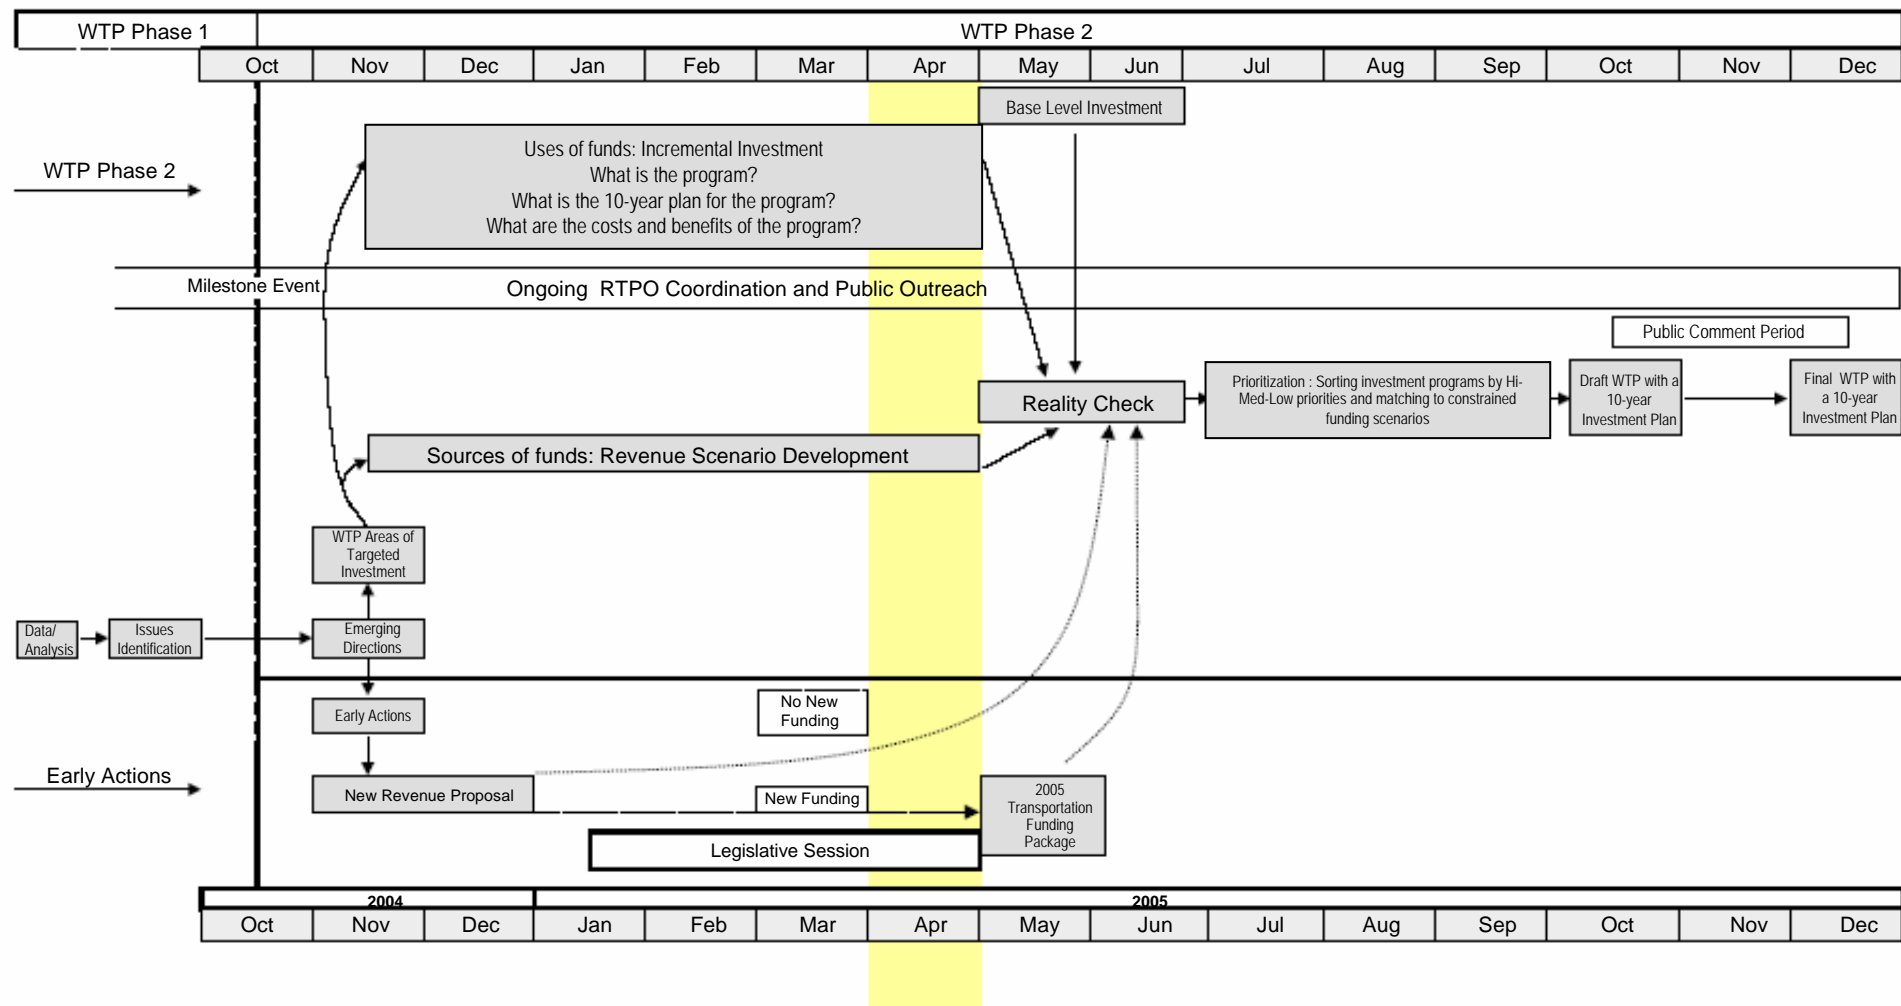 WTP Phase 1
WTP Phase 2
Oct
Nov
Dec
Jan
Feb
Mar
Apr
May
Jun
Jul
Aug
Sep
Oct
Nov
Dec
Base Level Investment
Uses of funds: Incremental Investment
What is the program?
What is the 10-year plan for the program?
What are the costs and benefits of the program?
WTP Phase 2
Milestone Event
Ongoing RTPO Coordination and Public Outreach
Public Comment Period
Reality Check
Prioritization : Sorting investment programs by Hi-
Med-Low priorities and matching to constrained
funding scenarios
Draft WTP with a
10-year
Investment Plan
Final WTP with
a 10-year
Investment Plan
Sources of funds: Revenue Scenario Development
WTP Areas of
Targeted
Investment
Data/
Analysis
Issues
Identification
Emerging
Directions
Early Actions
No New
Funding
Early Actions
New Revenue Proposal
New Funding
2005
Transportation
Funding
Package
Legislative Session
2004
2005
Oct
Nov
Dec
Jan
Feb
Mar
Apr
May
Jun
Jul
Aug
Sep
Oct
Nov
Dec